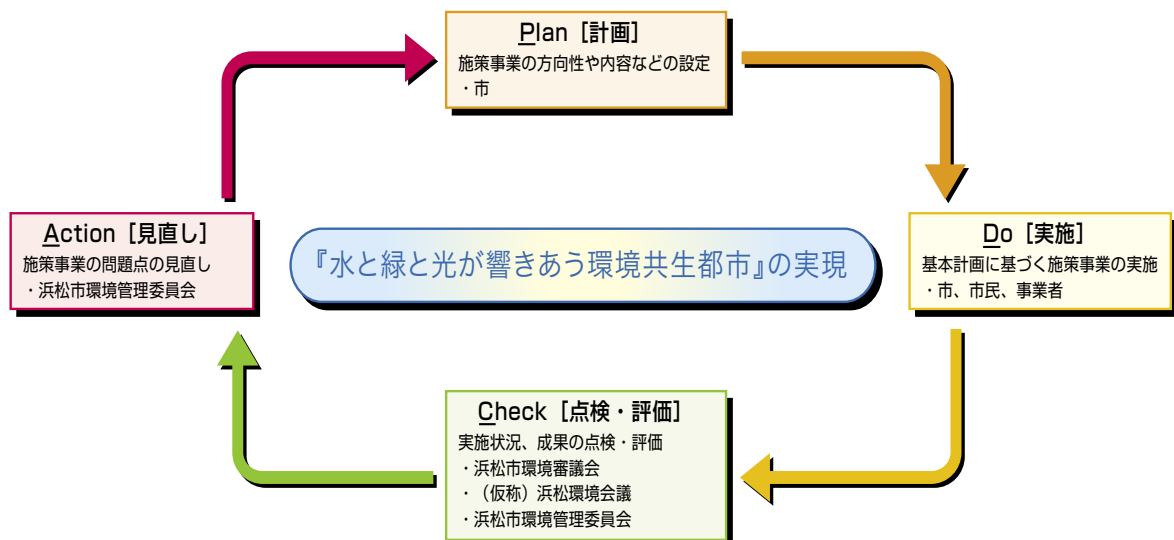 Plan [計画]
施策事業の方向性や内容などの設定
・市
Action [見直し]
施策事業の問題点の見直し
・浜松市環境管理委員会
『水と緑と光が響きあう環境共生都市』の実現
Do [実施]
基本計画に基づく施策事業の実施
・市、市民、事業者
Check [点検・評価]
実施状況、成果の点検・評価
・浜松市環境審議会
・（仮称）浜松環境会議
・浜松市環境管理委員会